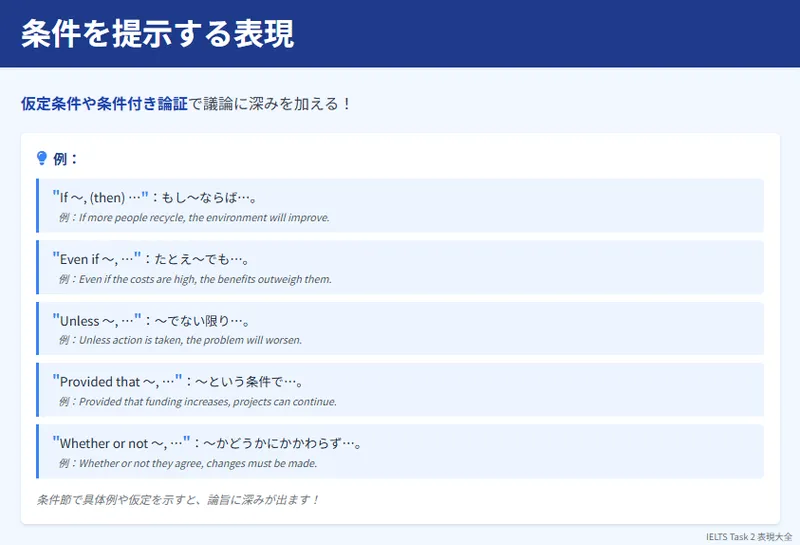 条件を提示する表現
仮定条件や条件付き論証で議論に深みを加える！
例：
"If ～, (then) …"：もし～ならば…。
例：If more people recycle, the environment will improve.
"Even if ～, …"：たとえ～でも…。
例：Even if the costs are high, the benefits outweigh them.
"Unless ～, …"：～でない限り…。
例：Unless action is taken, the problem will worsen.
"Provided that ～, …"：～という条件で…。
例：Provided that funding increases, projects can continue.
"Whether or not ～, …"：～かどうかにかかわらず…。
例：Whether or not they agree, changes must be made.
条件節で具体例や仮定を示すと、論旨に深みが出ます！
IELTS Task 2 表現大全